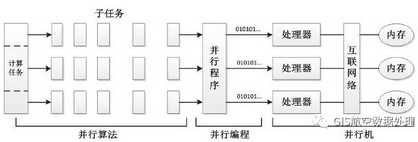 子任务
计算
任务
并行程序
010101...
010101...
010101...
处理器
处理器
处理器
互联网络
内存
内存
内存
并行算法
并行编程
并行机
GIS航空数据处理